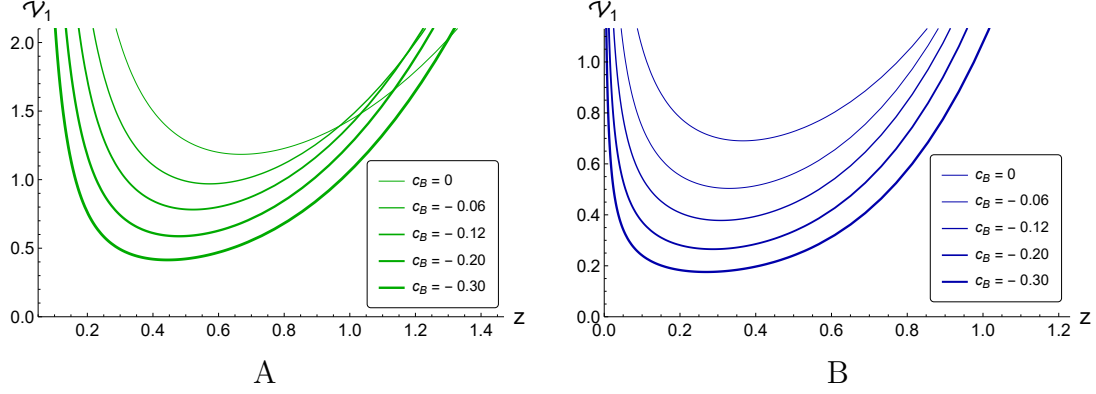 𝒱₁
2.0
1.5
1.0
0.5
0.0
0.2 0.4 0.6 0.8 1.0 1.2 1.4 z
c_B = 0
c_B = − 0.06
c_B = − 0.12
c_B = − 0.20
c_B = − 0.30
A
𝒱₁
1.0
0.8
0.6
0.4
0.2
0.0
0.0 0.2 0.4 0.6 0.8 1.0 1.2 z
c_B = 0
c_B = − 0.06
c_B = − 0.12
c_B = − 0.20
c_B = − 0.30
B